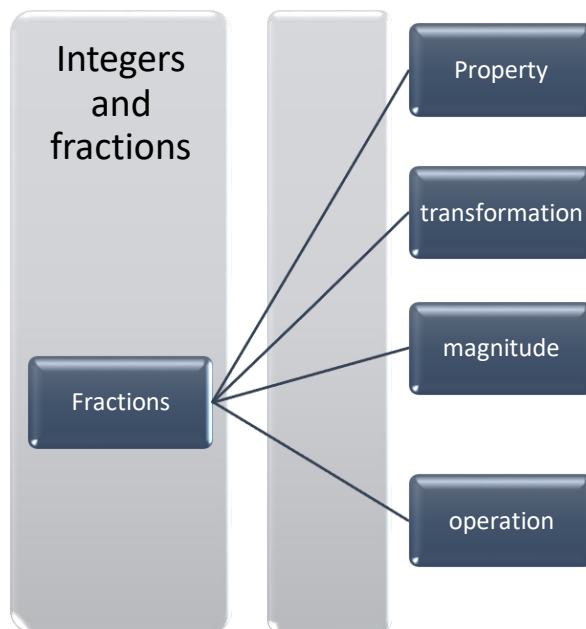 Integers
and
fractions
Fractions
Property
transformation
magnitude
operation